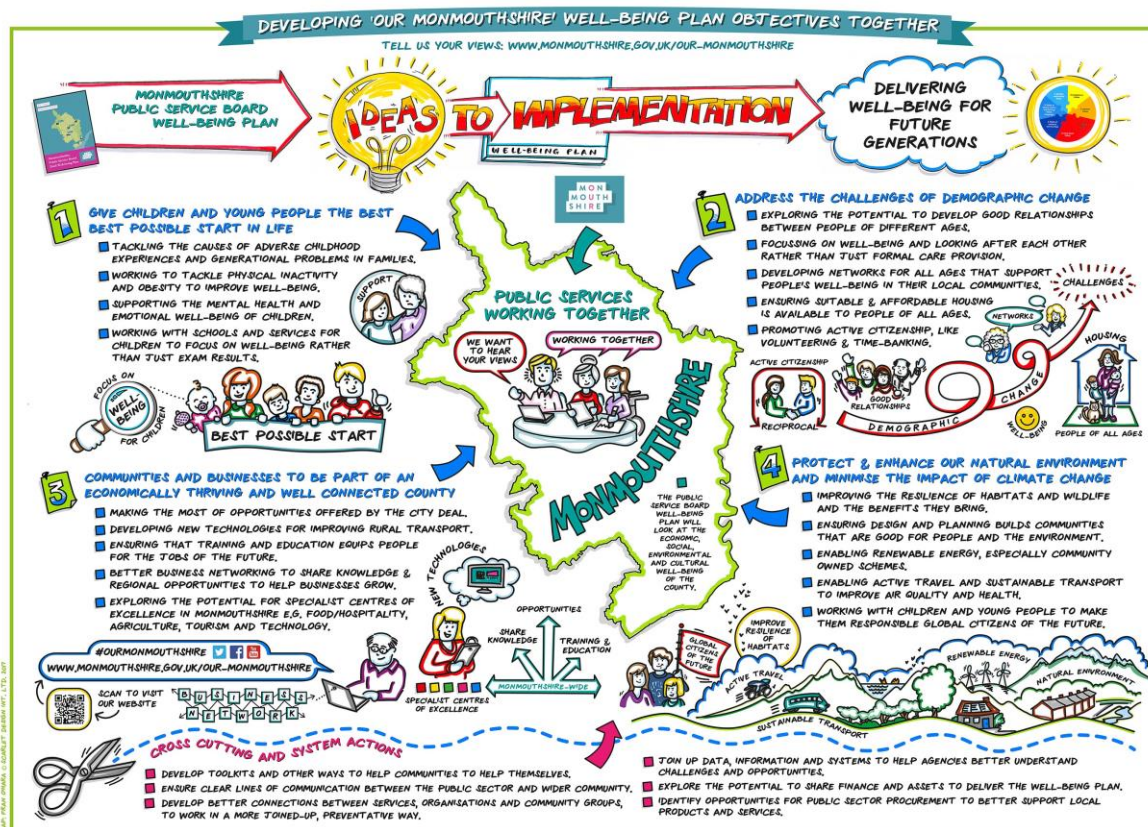 DEVELOPING 'OUR MONMOUTHSHIRE' WELL-BEING PLAN OBJECTIVES TOGETHER
TELL US YOUR VIEWS: WWW.MONMOUTHSHIRE.GOV.UK/OUR-MONMOUTHSHIRE
MONMOUTHSHIRE
PUBLIC SERVICE BOARD
WELL-BEING PLAN
IDEAS TO IMPLEMENTATION
WELL-BEING PLAN
DELIVERING
WELL-BEING FOR
FUTURE
GENERATIONS
MON
MOUTH
SHIRE
1
GIVE CHILDREN AND YOUNG PEOPLE THE BEST
BEST POSSIBLE START IN LIFE
TACKLING THE CAUSES OF ADVERSE CHILDHOOD
EXPERIENCES AND GENERATIONAL PROBLEMS IN FAMILIES.
WORKING TO TACKLE PHYSICAL INACTIVITY
AND OBESITY TO IMPROVE WELL-BEING.
SUPPORTING THE MENTAL HEALTH AND
EMOTIONAL WELL-BEING OF CHILDREN.
WORKING WITH SCHOOLS AND SERVICES FOR
CHILDREN TO FOCUS ON WELL-BEING RATHER
THAN JUST EXAM RESULTS.
SUPPORT
FOCUS ON
WELL-
BEING
FOR CHILDREN
BEST POSSIBLE START
PUBLIC SERVICES
WORKING TOGETHER
WE WANT
TO HEAR
YOUR VIEWS
WORKING TOGETHER
MONMOUTHSHIRE
THE PUBLIC
SERVICE BOARD
WELL-BEING
PLAN WILL
LOOK AT THE
ECONOMIC,
SOCIAL,
ENVIRONMENTAL
AND CULTURAL
WELL-BEING
OF THE
COUNTY.
2
ADDRESS THE CHALLENGES OF DEMOGRAPHIC CHANGE
EXPLORING THE POTENTIAL TO DEVELOP GOOD RELATIONSHIPS
BETWEEN PEOPLE OF DIFFERENT AGES.
FOCUSSING ON WELL-BEING AND LOOKING AFTER EACH OTHER
RATHER THAN JUST FORMAL CARE PROVISION.
DEVELOPING NETWORKS FOR ALL AGES THAT SUPPORT
PEOPLE'S WELL-BEING IN THEIR LOCAL COMMUNITIES.
ENSURING SUITABLE & AFFORDABLE HOUSING
IS AVAILABLE TO PEOPLE OF ALL AGES.
PROMOTING ACTIVE CITIZENSHIP, LIKE
VOLUNTEERING & TIME-BANKING.
CHALLENGES
NETWORKS
HOUSING
ACTIVE CITIZENSHIP
RECIPROCAL
GOOD
RELATIONSHIPS
DEMOGRAPHIC
CHANGE
WELL-BEING
PEOPLE OF ALL AGES
3
COMMUNITIES AND BUSINESSES TO BE PART OF AN
ECONOMICALLY THRIVING AND WELL CONNECTED COUNTY
MAKING THE MOST OF OPPORTUNITIES OFFERED BY THE CITY DEAL.
DEVELOPING NEW TECHNOLOGIES FOR IMPROVING RURAL TRANSPORT.
ENSURING THAT TRAINING AND EDUCATION EQUIPS PEOPLE
FOR THE JOBS OF THE FUTURE.
BETTER BUSINESS NETWORKING TO SHARE KNOWLEDGE &
REGIONAL OPPORTUNITIES TO HELP BUSINESSES GROW.
EXPLORING THE POTENTIAL FOR SPECIALIST CENTRES OF
EXCELLENCE IN MONMOUTHSHIRE E.G. FOOD/HOSPITALITY,
AGRICULTURE, TOURISM AND TECHNOLOGY.
#OURMONMOUTHSHIRE
WWW.MONMOUTHSHIRE.GOV.UK/OUR-MONMOUTHSHIRE
SCAN TO VISIT
OUR WEBSITE
BUSINESS
NETWORK
NEW TECHNOLOGIES
SPECIALIST CENTRES
OF EXCELLENCE
OPPORTUNITIES
SHARE
KNOWLEDGE
TRAINING &
EDUCATION
MONMOUTHSHIRE-WIDE
4
PROTECT & ENHANCE OUR NATURAL ENVIRONMENT
AND MINIMISE THE IMPACT OF CLIMATE CHANGE
IMPROVING THE RESILIENCE OF HABITATS AND WILDLIFE
AND THE BENEFITS THEY BRING.
ENSURING DESIGN AND PLANNING BUILDS COMMUNITIES
THAT ARE GOOD FOR PEOPLE AND THE ENVIRONMENT.
ENABLING RENEWABLE ENERGY, ESPECIALLY COMMUNITY
OWNED SCHEMES.
ENABLING ACTIVE TRAVEL AND SUSTAINABLE TRANSPORT
TO IMPROVE AIR QUALITY AND HEALTH.
WORKING WITH CHILDREN AND YOUNG PEOPLE TO MAKE
THEM RESPONSIBLE GLOBAL CITIZENS OF THE FUTURE.
GLOBAL
CITIZENS
OF THE
FUTURE
IMPROVE
RESILIENCE
OF HABITATS
ACTIVE TRAVEL
SUSTAINABLE TRANSPORT
RENEWABLE ENERGY
NATURAL ENVIRONMENT
CROSS CUTTING AND SYSTEM ACTIONS
DEVELOP TOOLKITS AND OTHER WAYS TO HELP COMMUNITIES TO HELP THEMSELVES.
ENSURE CLEAR LINES OF COMMUNICATION BETWEEN THE PUBLIC SECTOR AND WIDER COMMUNITY.
DEVELOP BETTER CONNECTIONS BETWEEN SERVICES, ORGANISATIONS AND COMMUNITY GROUPS,
TO WORK IN A MORE JOINED-UP, PREVENTATIVE WAY.
JOIN UP DATA, INFORMATION AND SYSTEMS TO HELP AGENCIES BETTER UNDERSTAND
CHALLENGES AND OPPORTUNITIES.
EXPLORE THE POTENTIAL TO SHARE FINANCE AND ASSETS TO DELIVER THE WELL-BEING PLAN.
IDENTIFY OPPORTUNITIES FOR PUBLIC SECTOR PROCUREMENT TO BETTER SUPPORT LOCAL
PRODUCTS AND SERVICES.